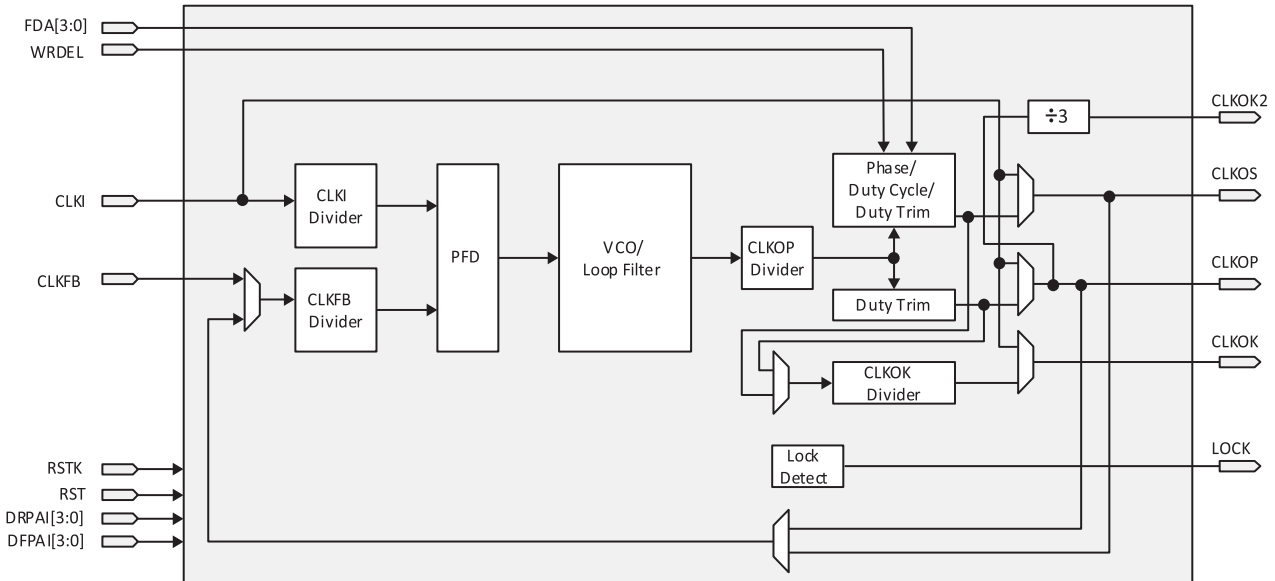 FDA[3:0]
WRDEL
CLKI
CLKFB
RSTK
RST
DRPAI[3:0]
DFPAI[3:0]
CLKI
Divider
CLKFB
Divider
PFD
VCO/
Loop Filter
CLKOP
Divider
Phase/
Duty Cycle/
Duty Trim
Duty Trim
CLKOK
Divider
Lock
Detect
÷3
CLKOK2
CLKOS
CLKOP
CLKOK
LOCK